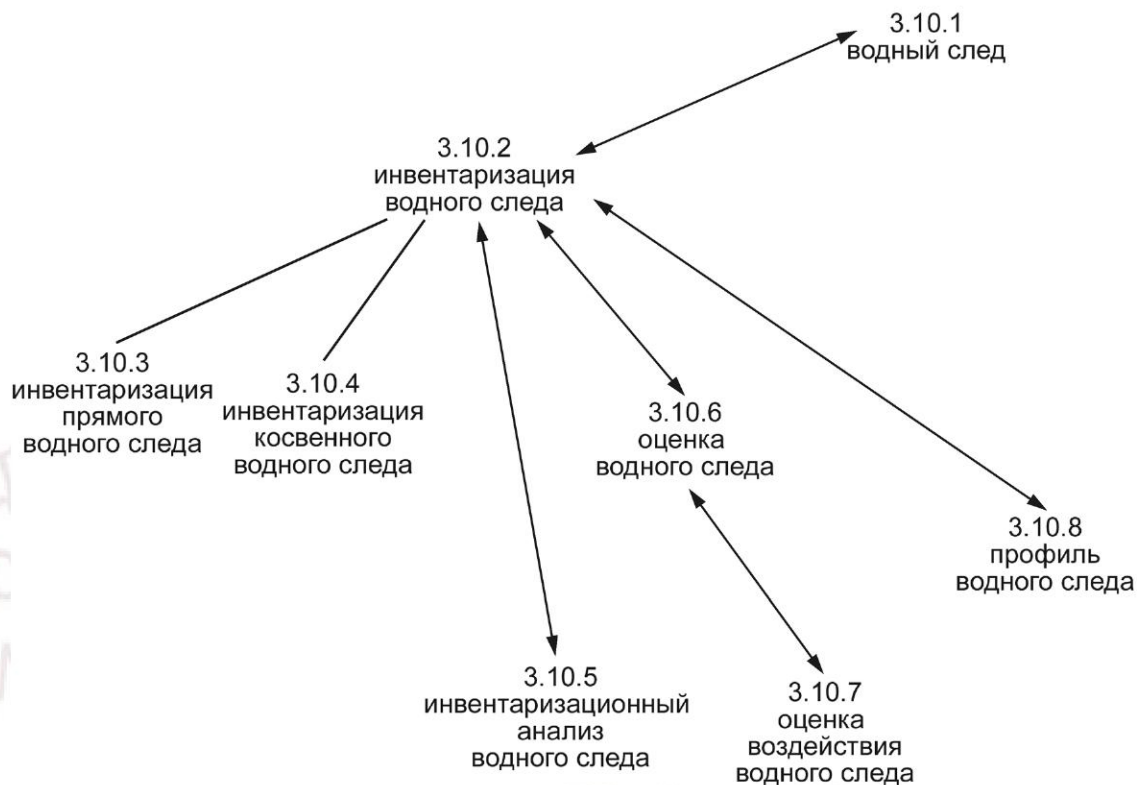 3.10.1
водный след
3.10.2
инвентаризация
водного следа
3.10.3
инвентаризация
прямого
водного следа
3.10.4
инвентаризация
косвенного
водного следа
3.10.6
оценка
водного следа
3.10.8
профиль
водного следа
3.10.5
инвентаризационный
анализ
водного следа
3.10.7
оценка
воздействия
водного следа